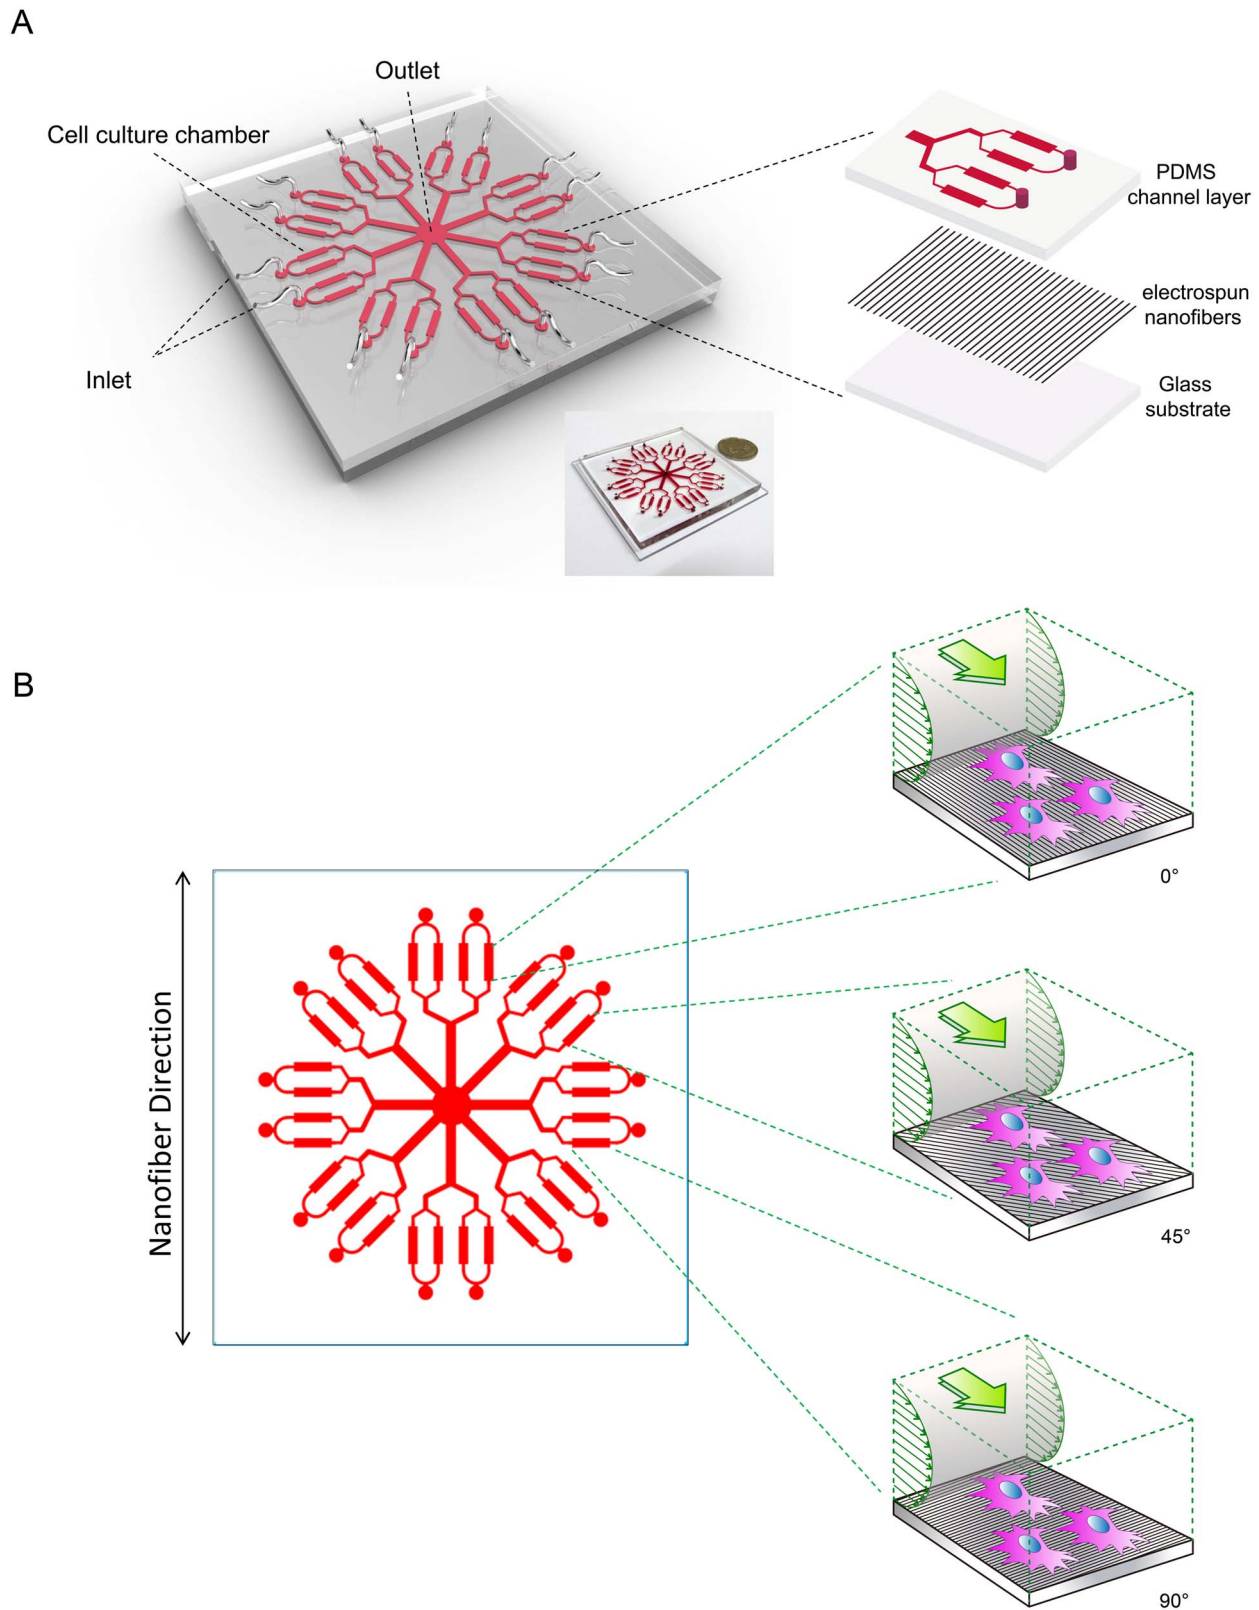 A
Outlet
Cell culture chamber
Inlet
PDMS
channel layer
electrospun
nanofibers
Glass
substrate
B
Nanofiber Direction
0°
45°
90°